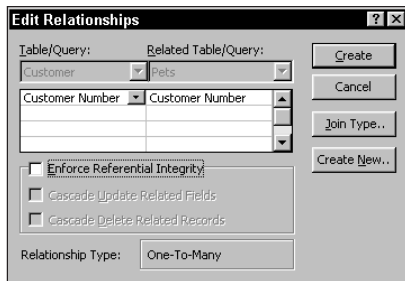 Edit Relationships ? X
Table/Query: Related Table/Query:
Customer Pets
Customer Number Customer Number
Create
Cancel
Join Type..
Create New..
Enforce Referential Integrity
Cascade Update Related Fields
Cascade Delete Related Records
Relationship Type: One-To-Many